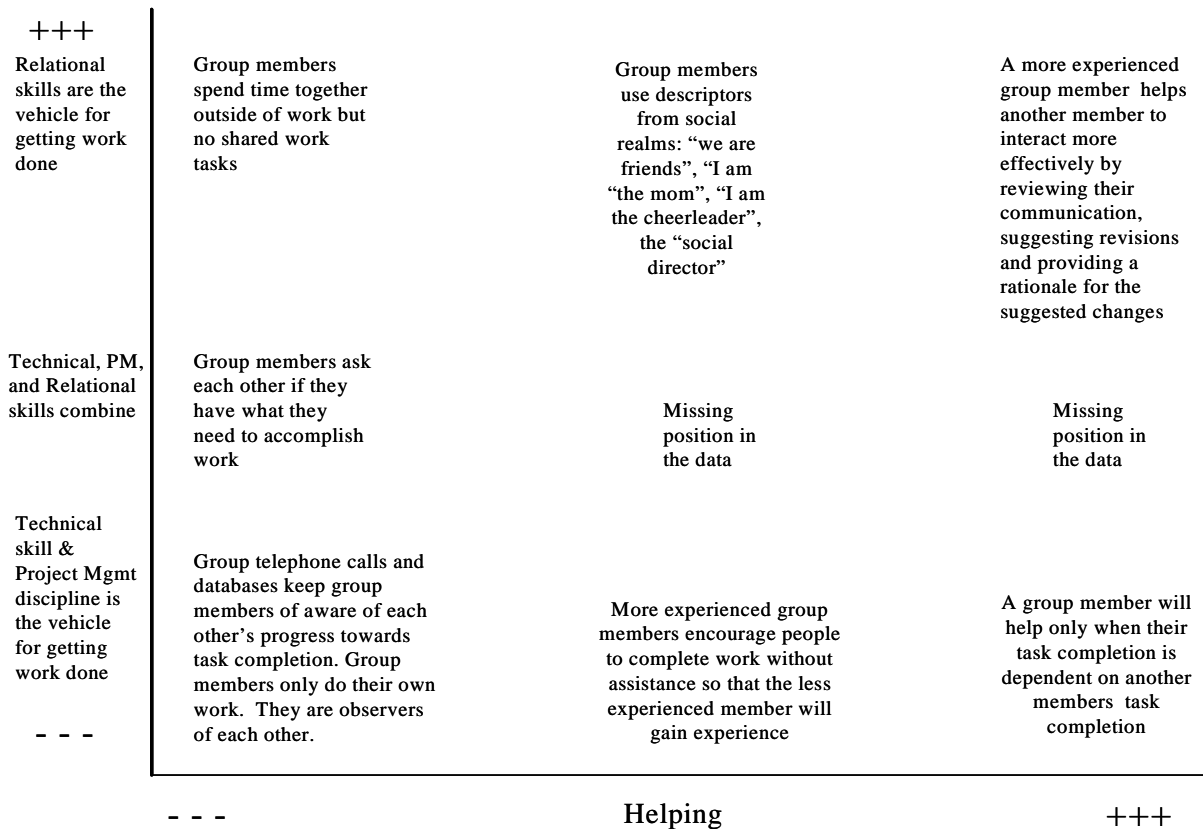 +++
Relational
skills are the
vehicle for
getting work
done
Group members
spend time together
outside of work but
no shared work
tasks
Group members
use descriptors
from social
realms: “we are
friends”, “I am
“the mom”, “I am
the cheerleader”,
the “social
director”
A more experienced
group member helps
another member to
interact more
effectively by
reviewing their
communication,
suggesting revisions
and providing a
rationale for the
suggested changes
Technical, PM,
and Relational
skills combine
Group members ask
each other if they
have what they
need to accomplish
work
Missing
position in
the data
Missing
position in
the data
Technical
skill &
Project Mgmt
discipline is
the vehicle
for getting
work done
- - -
Group telephone calls and
databases keep group
members of aware of each
other’s progress towards
task completion. Group
members only do their own
work. They are observers
of each other.
More experienced group
members encourage people
to complete work without
assistance so that the less
experienced member will
gain experience
A group member will
help only when their
task completion is
dependent on another
members task
completion
- - -
Helping
+++